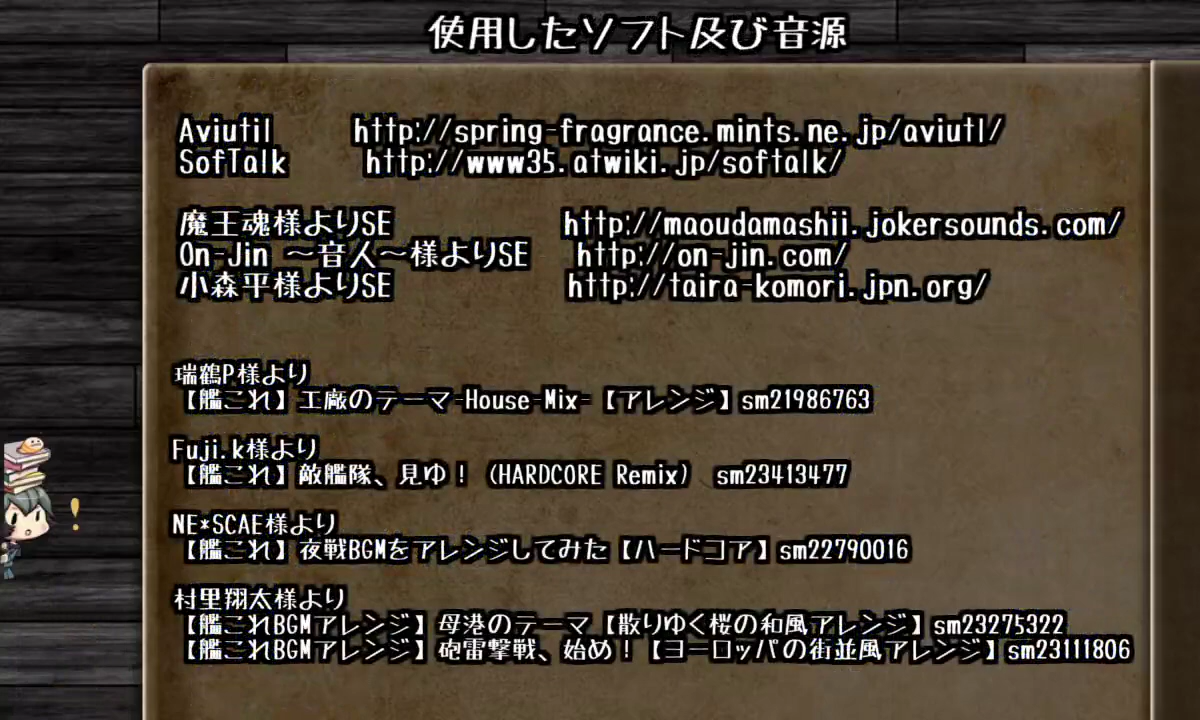 使用したソフト及び音源
Aviutil http://spring-fragrance.mints.ne.jp/aviutl/
SofTalk http://www35.atwiki.jp/softalk/
魔王魂様よりSE http://maoudamashii.jokersounds.com/
On-Jin ～音人～様よりSE http://on-jin.com/
小森平様よりSE http://taira-komori.jpn.org/
瑞鶴P様より
【艦これ】工廠のテーマ-House Mix-【アレンジ】sm21986763
Fuji.k様より
【艦これ】敵艦隊、見ゆ！（HARDCORE Remix） sm23413477
NE*SCAE様より
【艦これ】夜戦BGMをアレンジしてみた【ハードコア】sm22790016
村里翔太様より
【艦これBGMアレンジ】母港のテーマ【散りゆく桜の和風アレンジ】sm23275322
【艦これBGMアレンジ】砲雷撃戦、始め！【ヨーロッパの街並風アレンジ】sm23111806